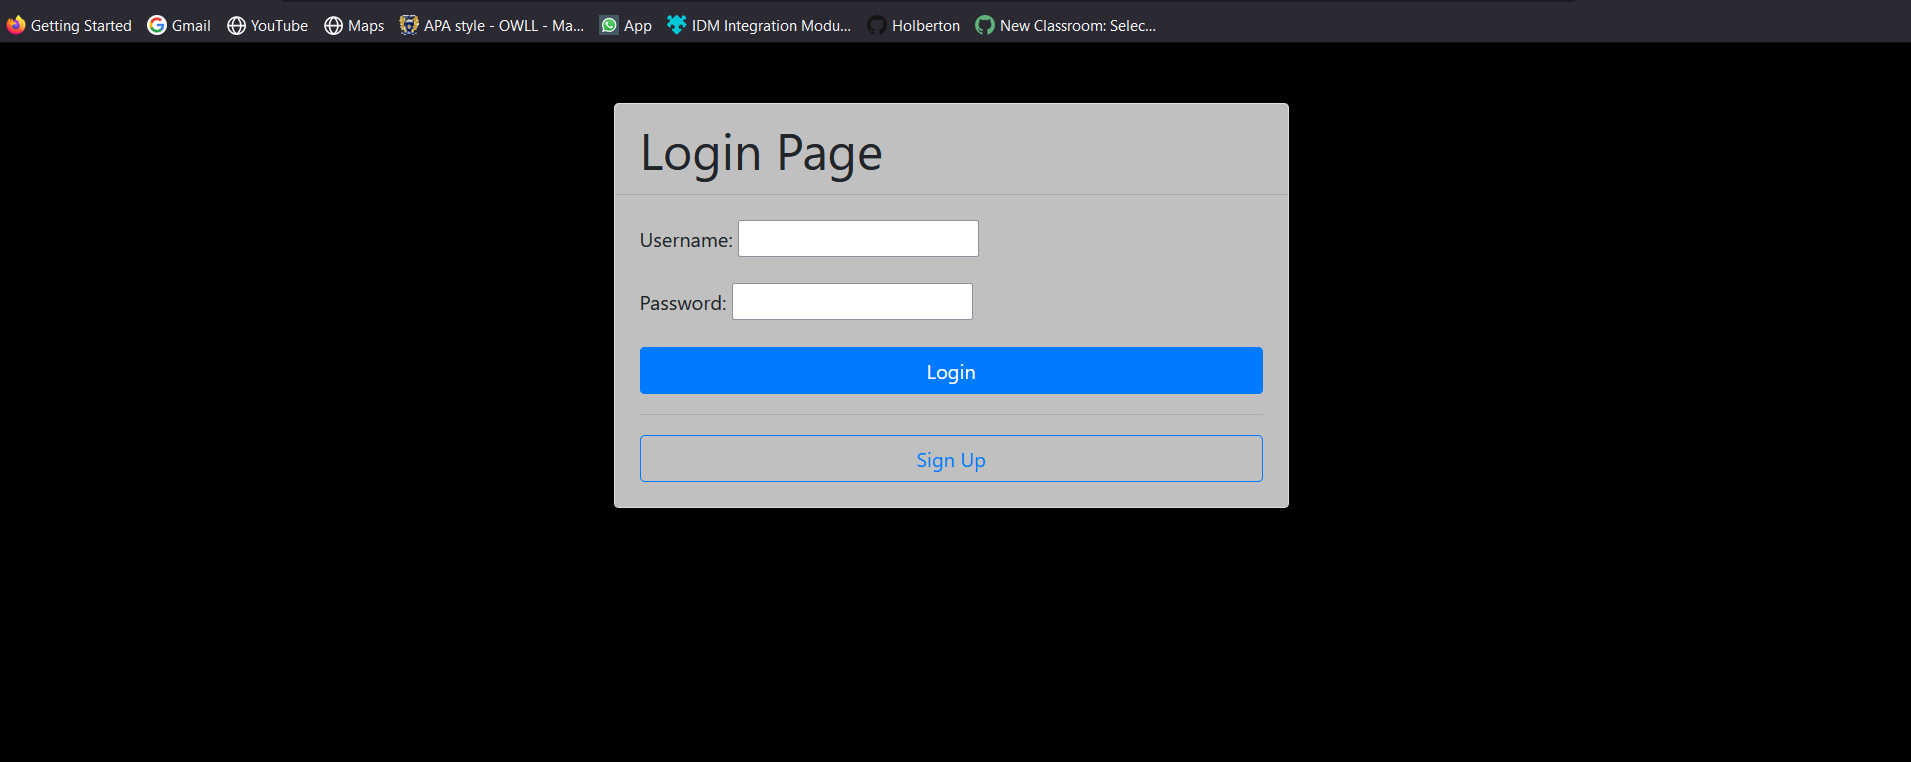 Getting Started Gmail YouTube Maps APA style - OWLL - Ma... App IDM Integration Modu... Holberton New Classroom: Selec...
Login Page
Username:
Password:
Login
Sign Up